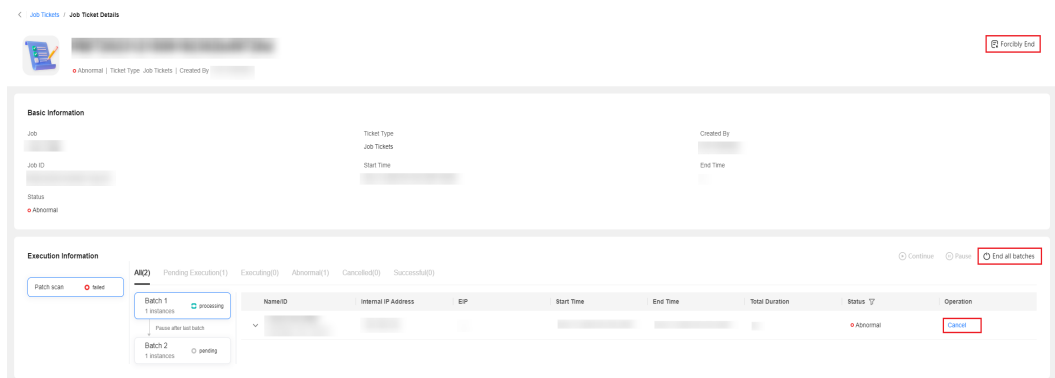 < Job Tickets / Job Ticket Details
Forcibly End
Abnormal | Ticket Type Job Tickets | Created By
Basic Information
Job
Ticket Type
Created By
Job Tickets
Job ID
Start Time
End Time
Status
Abnormal
Execution Information
Continue
Pause
End all batches
All(2) Pending Execution(1) Executing(0) Abnormal(1) Cancelled(0) Successful(0)
Patch scan failed
Batch 1
1 instances
processing
Pause after last batch
Batch 2
1 instances
pending
Name/ID Internal IP Address EIP Start Time End Time Total Duration Status Operation
Abnormal Cancel